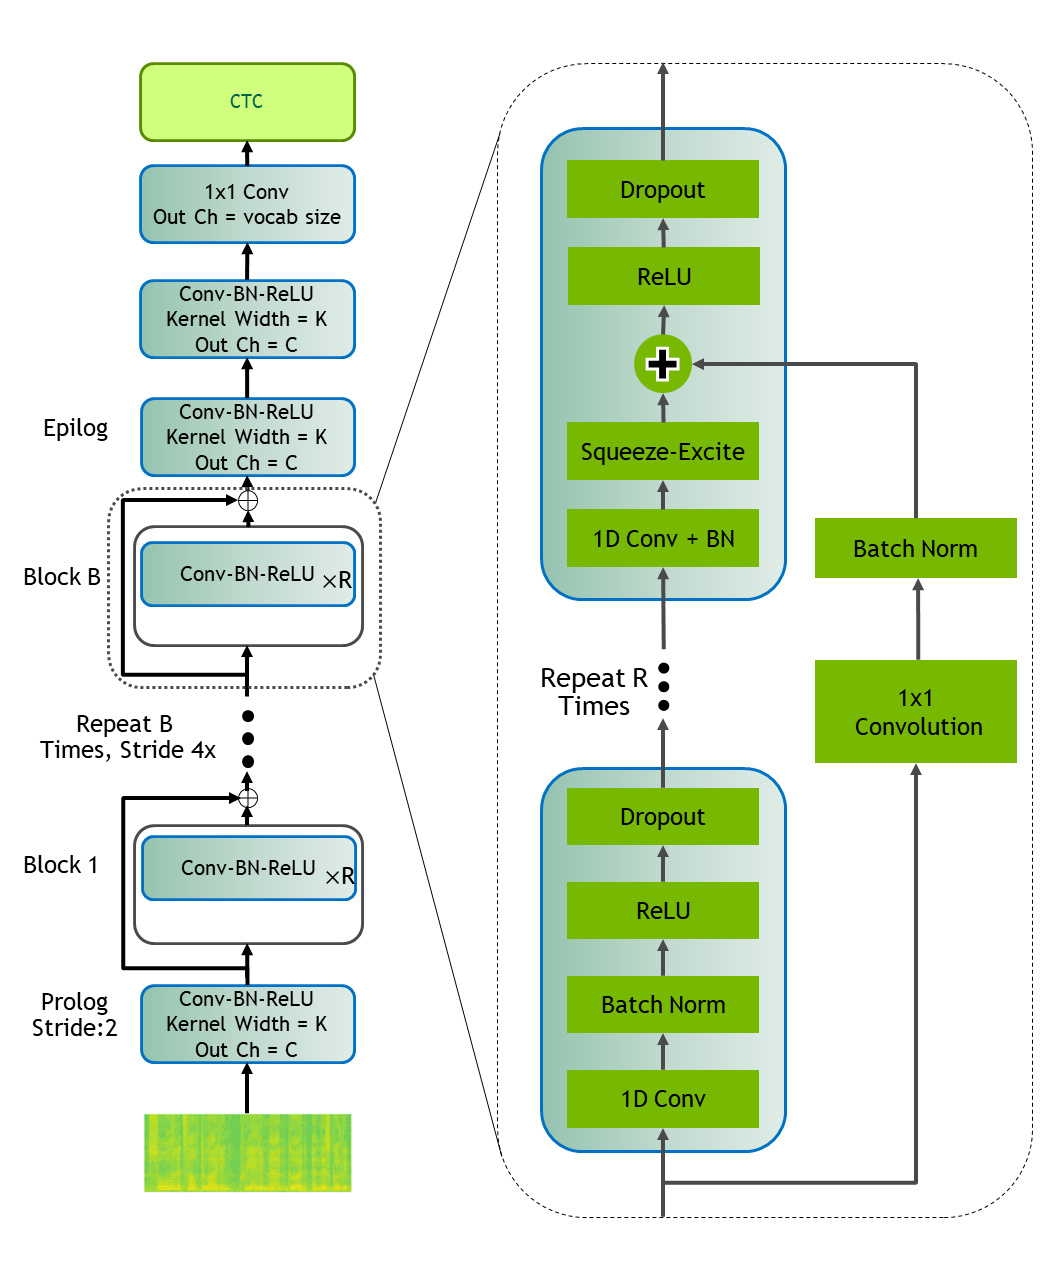 CTC
1x1 Conv
Out Ch = vocab size
Conv-BN-ReLU
Kernel Width = K
Out Ch = C
Epilog
Conv-BN-ReLU
Kernel Width = K
Out Ch = C
Block B
Conv-BN-ReLU ×R
Repeat B
Times, Stride 4x
Block 1
Conv-BN-ReLU ×R
Prolog
Stride:2
Conv-BN-ReLU
Kernel Width = K
Out Ch = C
Dropout
ReLU
+
Squeeze-Excite
1D Conv + BN
Batch Norm
Repeat R
Times
1x1
Convolution
Dropout
ReLU
Batch Norm
1D Conv